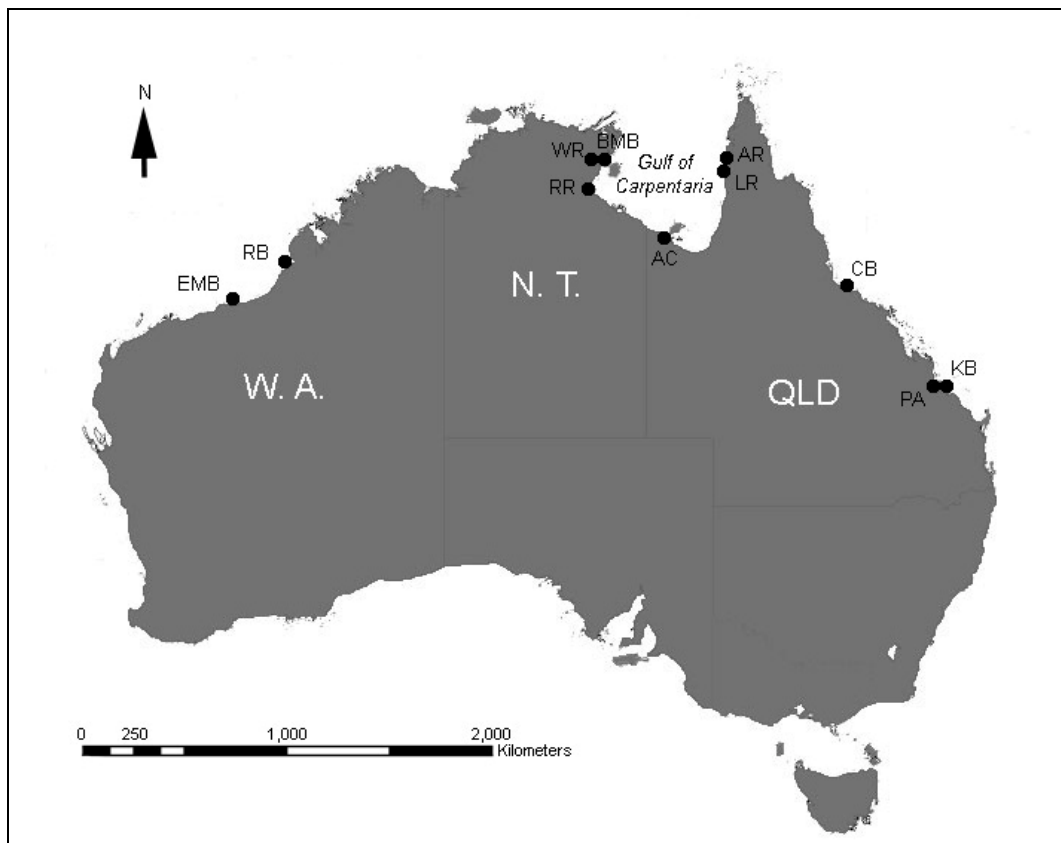 N
WR
BMB
Gulf of
Carpentaria
AR
LR
RR
AC
RB
EMB
CB
N. T.
W. A.
QLD
KB
PA
0 250 1,000 2,000
Kilometers